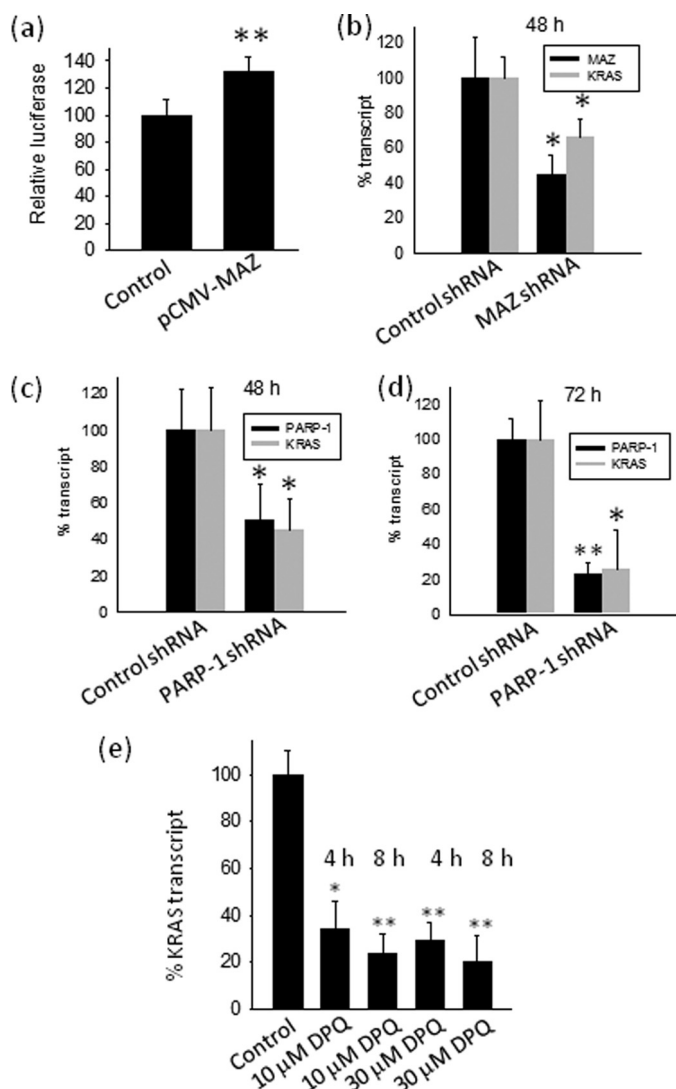 (a)
Relative luciferase
140
120
100
80
60
40
20
0
**
Control
pCMV-MAZ
(b)
48 h
MAZ
KRAS
% transcript
120
100
80
60
40
20
0
*
*
Control shRNA
MAZ shRNA
(c)
48 h
PARP-1
KRAS
% transcript
120
100
80
60
40
20
0
*
*
Control shRNA
PARP-1 shRNA
(d)
72 h
PARP-1
KRAS
% transcript
120
100
80
60
40
20
0
**
*
Control shRNA
PARP-1 shRNA
(e)
% KRAS transcript
100
80
60
40
20
0
4 h 8 h 4 h 8 h
* ** ** **
Control
10 μM DPQ
10 μM DPQ
30 μM DPQ
30 μM DPQ